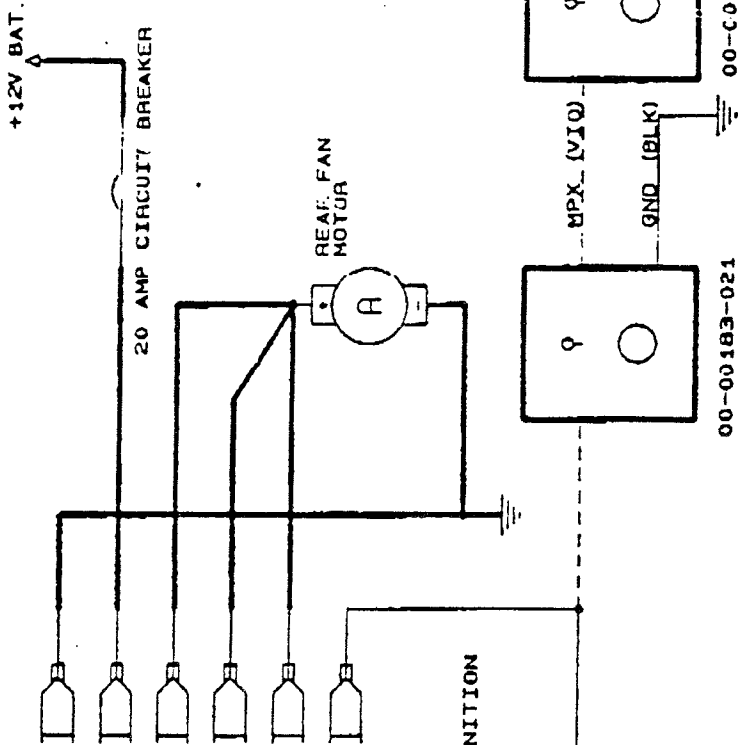 +12V BAT.
20 AMP CIRCUIT BREAKER
REAR FAN
MOTOR
MPX (VIO)
GND (BLK)
00-C0
00-00183-021
NITION